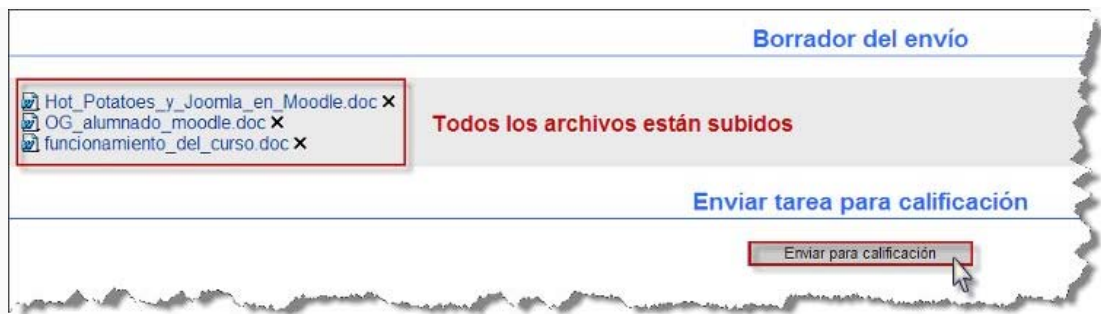 Borrador del envío
Hot_Potatoes_y_Joomla_en_Moodle.doc
OG_alumnado_moodle.doc
funcionamiento_del_curso.doc
Todos los archivos están subidos
Enviar tarea para calificación
Enviar para calificación